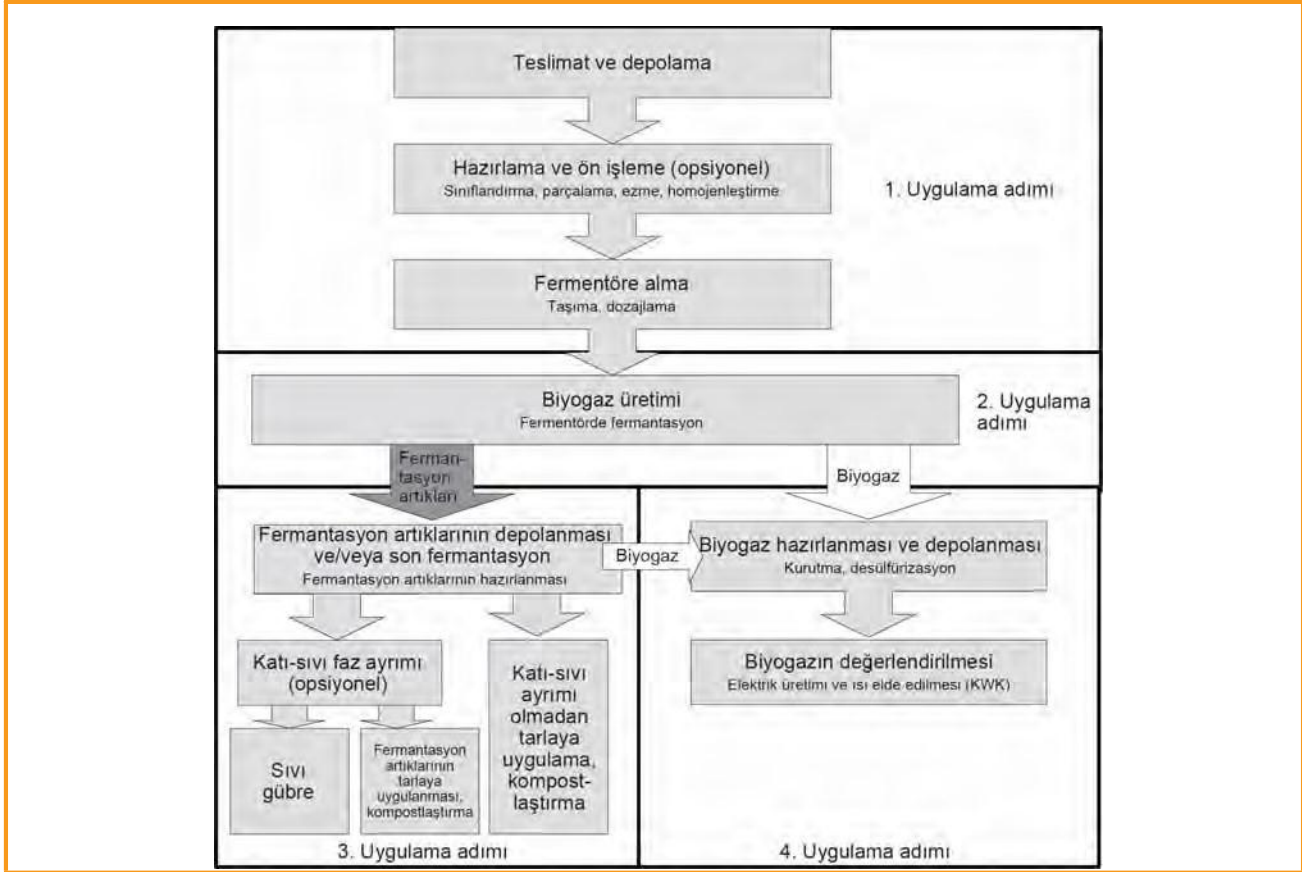 Teslimat ve depolama
Hazırlama ve ön işleme (opsiyonel)
Sınıflandırma, parçalama, ezme, homojenleştirme
1. Uygulama adımı
Fermentöre alma
Taşıma, dozajlama
Biyogaz üretimi
Fermentörde fermantasyon
2. Uygulama
adımı
Ferman-
tasyon
artıkları
Biyogaz
Fermantasyon artıklarının depolanması
ve/veya son fermantasyon
Fermantasyon artıklarının hazırlanması
Biyogaz
Biyogaz hazırlanması ve depolanması
Kurutma, desülfürizasyon
Katı-sıvı faz ayrımı
(opsiyonel)
Katı-sıvı
ayrımı
olmadan
tarlaya
uygulama,
kompost-
laştırma
Biyogazın değerlendirilmesi
Elektrik üretimi ve ısı elde edilmesi (KWK)
Sıvı
gübre
Fermantasyon
artıklarının
tarlaya
uygulanması,
kompostlaştırma
3. Uygulama adımı
4. Uygulama adımı